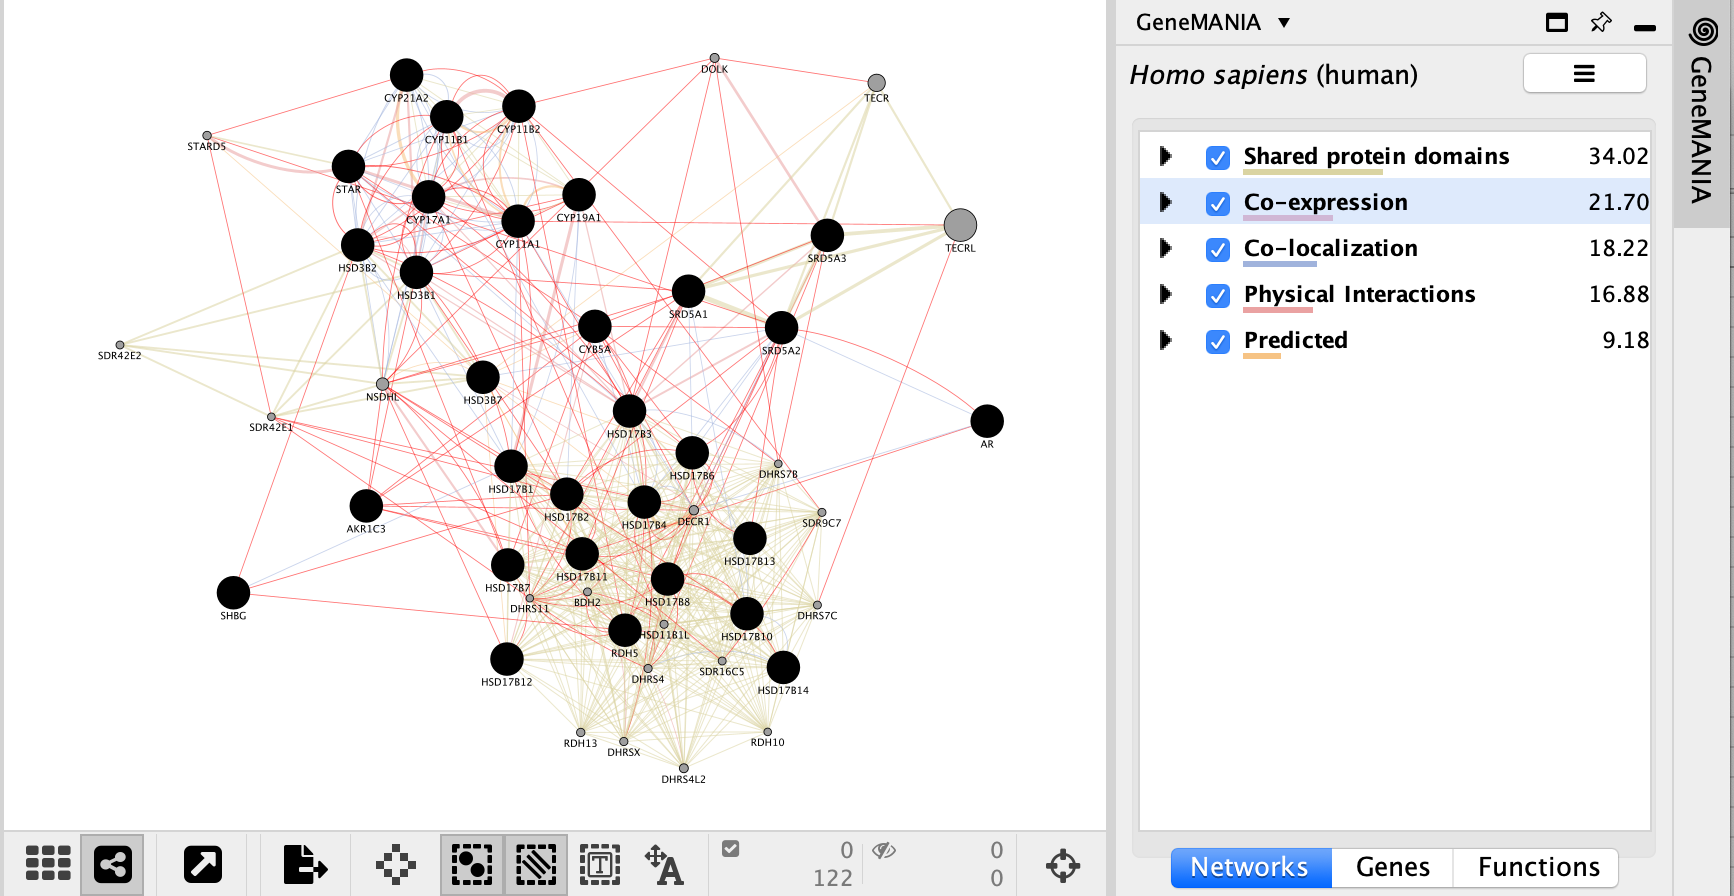 GeneMANIA
Homo sapiens (human)
GeneMANIA
Shared protein domains 34.02
Co-expression 21.70
Co-localization 18.22
Physical Interactions 16.88
Predicted 9.18
Networks Genes Functions
DOLK
TECR
CYP21A2
CYP11B1
CYP11B2
STARD5
STAR
CYP17A1
CYP19A1
CYP11A1
TECRL
SRD5A3
HSD3B2
HSD3B1
SRD5A1
CYB5A
SRD5A2
SDR42E2
NSDHL
HSD3B7
SDR42E1
HSD17B3
AR
HSD17B6
DHRS7B
HSD17B1
HSD17B2
HSD17B4
DECR1
SDR9C7
AKR1C3
HSD17B13
HSD17B11
HSD17B7
BDH2
HSD17B8
DHRS11
SHBG
DHRS7C
HSD11B1L
HSD17B10
RDH5
SDR16C5
DHRS4
HSD17B12
HSD17B14
RDH13
DHRSX
RDH10
DHRS4L2
T
A
0 0
122 0